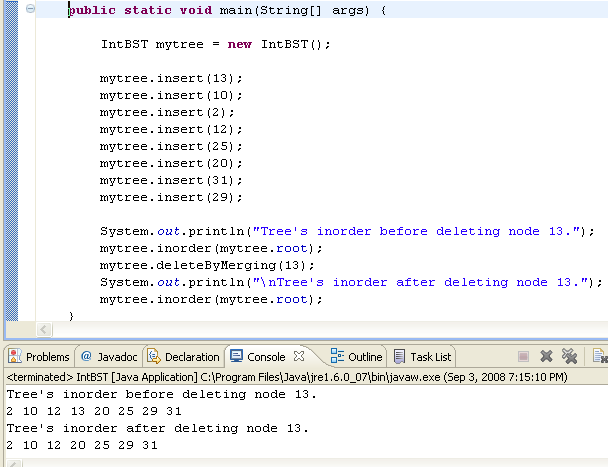 public static void main(String[] args) {
IntBST mytree = new IntBST();
mytree.insert(13);
mytree.insert(10);
mytree.insert(2);
mytree.insert(12);
mytree.insert(25);
mytree.insert(20);
mytree.insert(31);
mytree.insert(29);
System.out.println("Tree's inorder before deleting node 13.");
mytree.inorder(mytree.root);
mytree.deleteByMerging(13);
System.out.println("\nTree's inorder after deleting node 13.");
mytree.inorder(mytree.root);
}
Problems @ Javadoc Declaration Console Outline Task List
<terminated> IntBST [Java Application] C:\Program Files\Java\jre1.6.0_07\bin\javaw.exe (Sep 3, 2008 7:15:10 PM)
Tree's inorder before deleting node 13.
2 10 12 13 20 25 29 31
Tree's inorder after deleting node 13.
2 10 12 20 25 29 31